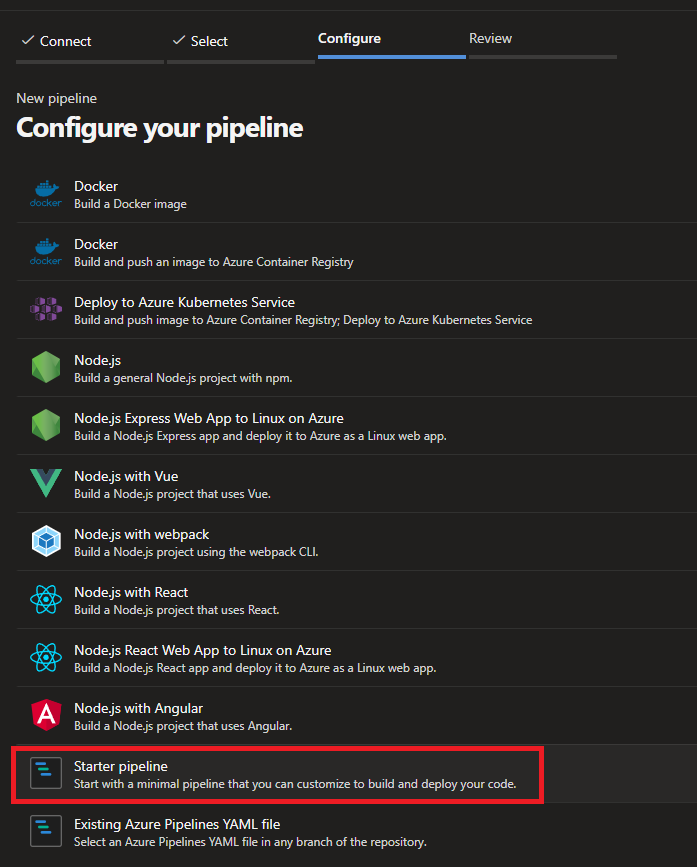 Connect
Select
Configure
Review
New pipeline
Configure your pipeline
docker
Docker
Build a Docker image
docker
Docker
Build and push an image to Azure Container Registry
Deploy to Azure Kubernetes Service
Build and push image to Azure Container Registry; Deploy to Azure Kubernetes Service
Node.js
Build a general Node.js project with npm.
Node.js Express Web App to Linux on Azure
Build a Node.js Express app and deploy it to Azure as a Linux web app.
Node.js with Vue
Build a Node.js project that uses Vue.
Node.js with webpack
Build a Node.js project using the webpack CLI.
Node.js with React
Build a Node.js project that uses React.
Node.js React Web App to Linux on Azure
Build a Node.js React app and deploy it to Azure as a Linux web app.
A
Node.js with Angular
Build a Node.js project that uses Angular.
Starter pipeline
Start with a minimal pipeline that you can customize to build and deploy your code.
Existing Azure Pipelines YAML file
Select an Azure Pipelines YAML file in any branch of the repository.